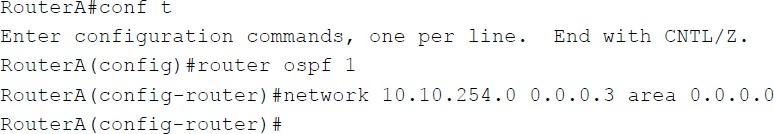 RouterA#conf t
Enter configuration commands, one per line.  End with CNTL/Z.
RouterA(config)#router ospf 1
RouterA(config-router)#network 10.10.254.0 0.0.0.3 area 0.0.0.0
RouterA(config-router)#